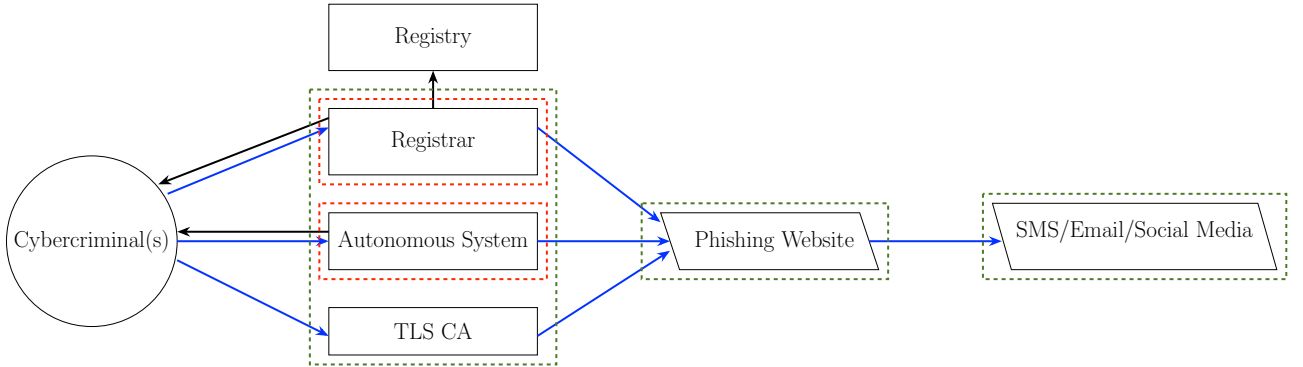 Registry
Registrar
Cybercriminal(s)
Autonomous System
Phishing Website
SMS/Email/Social Media
TLS CA